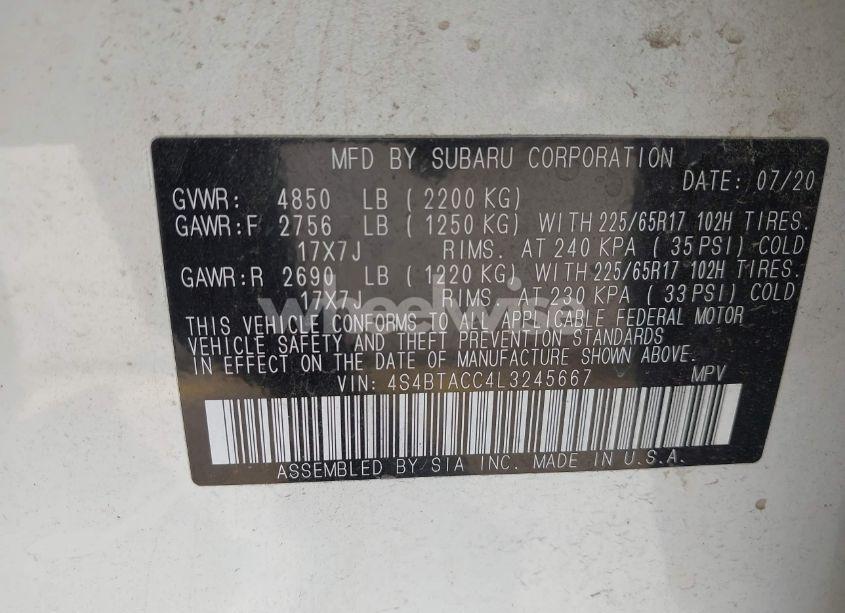 MFD BY SUBARU CORPORATION
DATE: 07/20
GVWR: 4850 LB ( 2200 KG)
GAWR:F 2756 LB ( 1250 KG) WITH 225/65R17 102H TIRES.
17X7J RIMS. AT 240 KPA ( 35 PSI) COLD
GAWR:R 2690 LB ( 1220 KG) WITH 225/65R17 102H TIRES.
17X7J RIMS. AT 230 KPA ( 33 PSI) COLD
wheelwise
THIS VEHICLE CONFORMS TO ALL APPLICABLE FEDERAL MOTOR
VEHICLE SAFETY AND THEFT PREVENTION STANDARDS
IN EFFECT ON THE DATE OF MANUFACTURE SHOWN ABOVE.
VIN: 4S4BTACC4L3245667 MPV
ASSEMBLED BY SIA INC. MADE IN U.S.A.